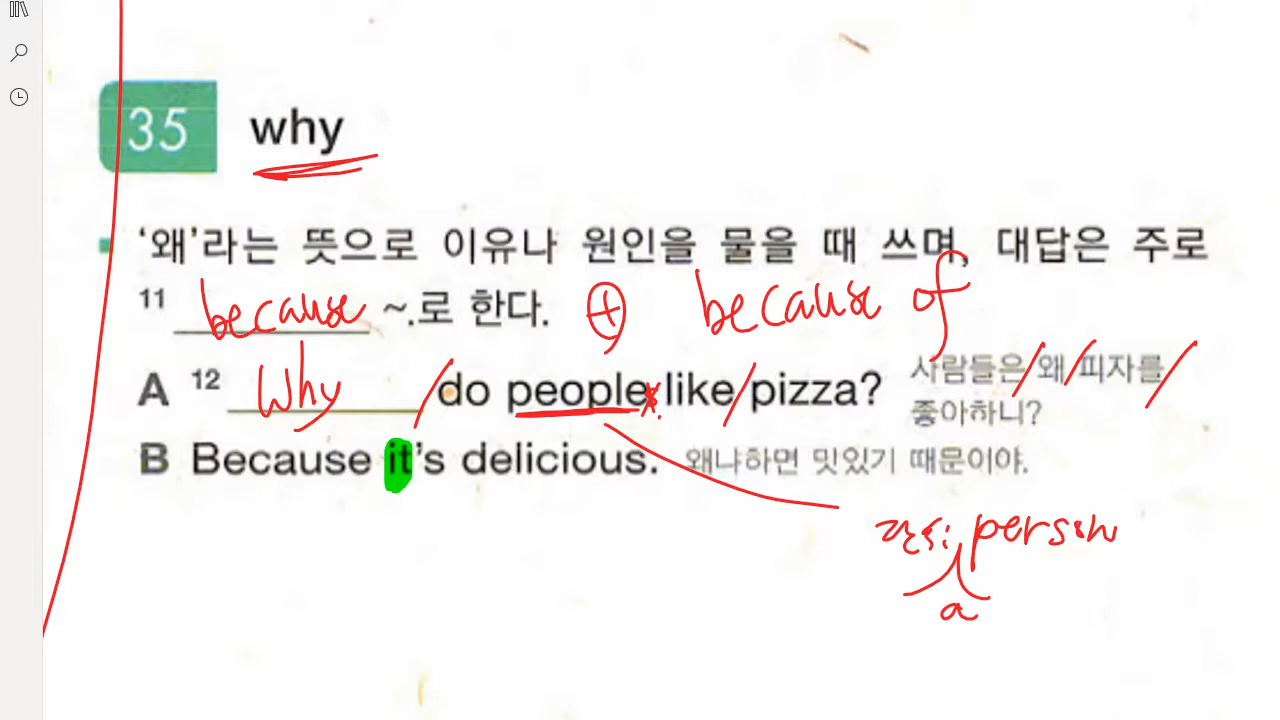 35 why
‘왜’라는 뜻으로 이유나 원인을 물을 때 쓰며, 대답은 주로
11 because ~.로 한다. + because of
A 12 Why do people like pizza? 사람들은 왜 피자를
좋아하니?
B Because it's delicious. 왜냐하면 맛있기 때문이야.
person
a